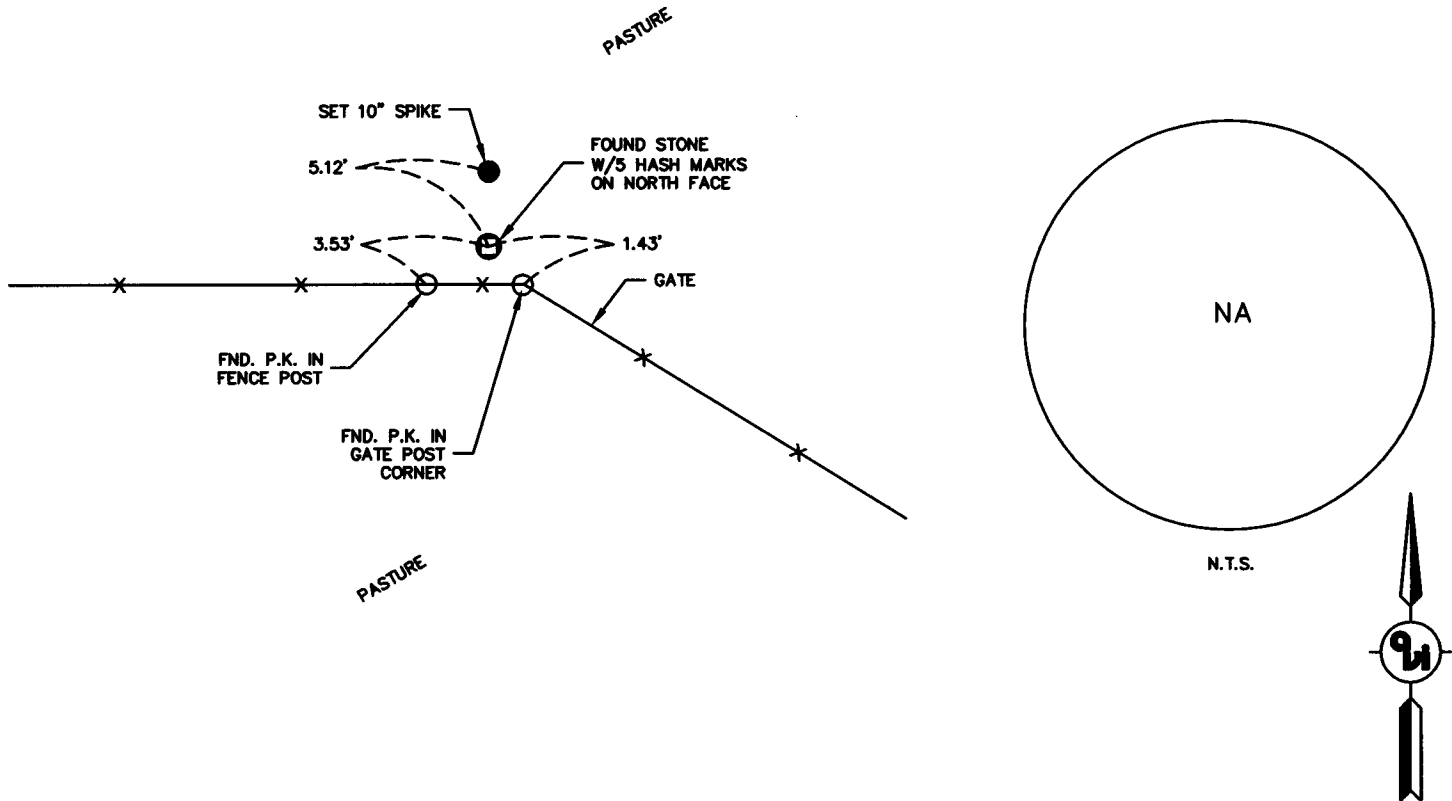 PASTURE
SET 10" SPIKE
5.12'
FOUND STONE
W/5 HASH MARKS
ON NORTH FACE
3.53'
1.43'
GATE
FND. P.K. IN
FENCE POST
FND. P.K. IN
GATE POST
CORNER
PASTURE
NA
N.T.S.